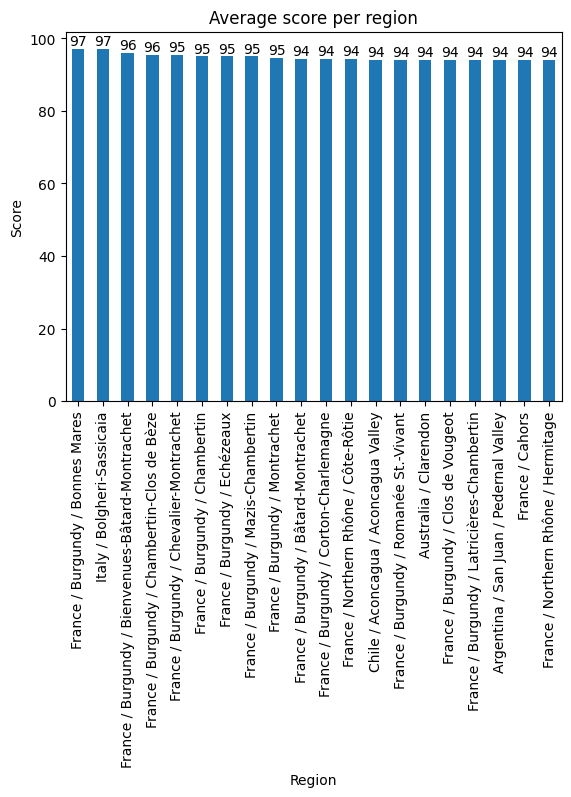 Average score per region
97 97 96 96 95 95 95 95 95 94 94 94 94 94 94 94 94 94 94 94
100
80
60
40
20
0
Score
France / Burgundy / Bonnes Mares
Italy / Bolgheri-Sassicaia
France / Burgundy / Bienvenues-Bâtard-Montrachet
France / Burgundy / Chambertin-Clos de Bèze
France / Burgundy / Chevalier-Montrachet
France / Burgundy / Chambertin
France / Burgundy / Echézeaux
France / Burgundy / Mazis-Chambertin
France / Burgundy / Montrachet
France / Burgundy / Bâtard-Montrachet
France / Burgundy / Corton-Charlemagne
France / Northern Rhône / Côte-Rôtie
Chile / Aconcagua / Aconcagua Valley
France / Burgundy / Romanée St.-Vivant
Australia / Clarendon
France / Burgundy / Clos de Vougeot
France / Burgundy / Latricières-Chambertin
Argentina / San Juan / Pedernal Valley
France / Cahors
France / Northern Rhône / Hermitage
Region